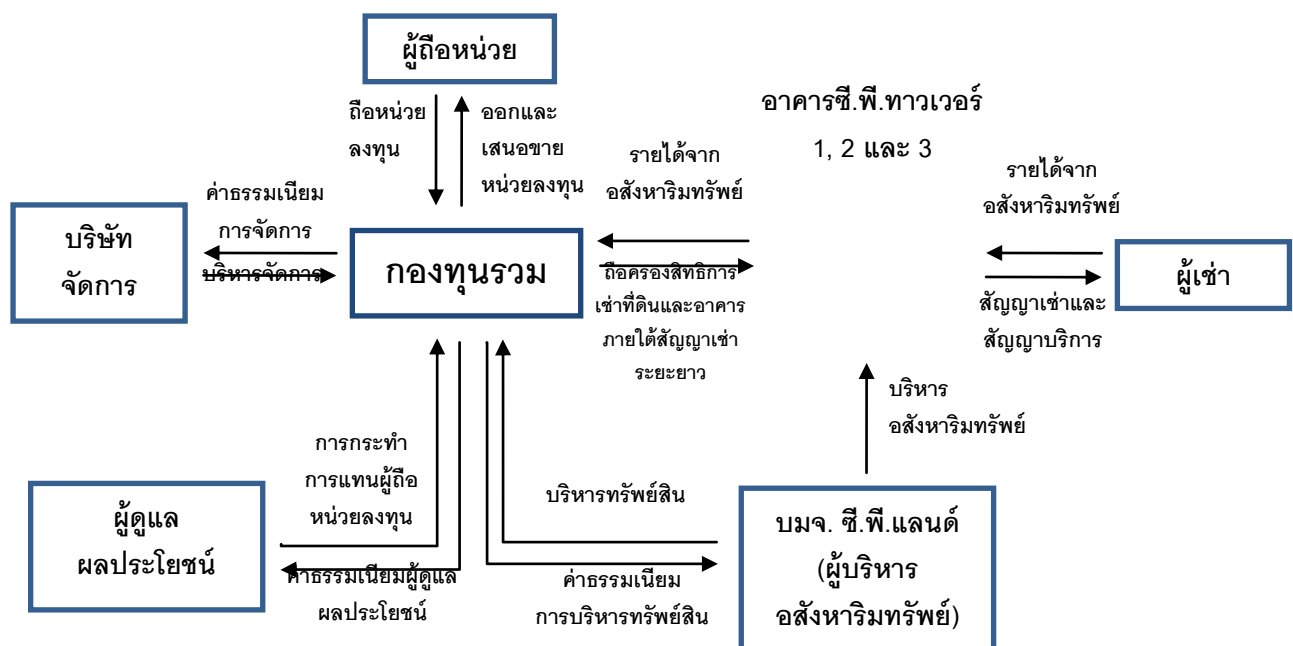 ผู้ถือหน่วย
ถือหน่วย
ลงทุน
ออกและ
เสนอขาย
หน่วยลงทุน
อาคารซี.พี.ทาวเวอร์
1, 2 และ 3
รายได้จาก
อสังหาริมทรัพย์
รายได้จาก
อสังหาริมทรัพย์
ค่าธรรมเนียม
การจัดการ
บริหารจัดการ
บริษัท
จัดการ
กองทุนรวม
ถือครองสิทธิการ
เช่าที่ดินและอาคาร
ภายใต้สัญญาเช่า
ระยะยาว
สัญญาเช่าและ
สัญญาบริการ
ผู้เช่า
บริหาร
อสังหาริมทรัพย์
การกระทำ
การแทนผู้ถือ
หน่วยลงทุน
ผู้ดูแล
ผลประโยชน์
ค่าธรรมเนียมผู้ดูแล
ผลประโยชน์
บริหารทรัพย์สิน
ค่าธรรมเนียม
การบริหารทรัพย์สิน
บมจ. ซี.พี.แลนด์
(ผู้บริหาร
อสังหาริมทรัพย์)